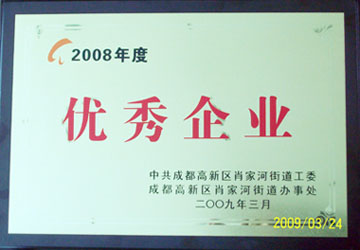 2008年度
优秀企业
中共成都高新区肖家河街道工委
成都高新区肖家河街道办事处
二〇〇九年三月
2009/03/24